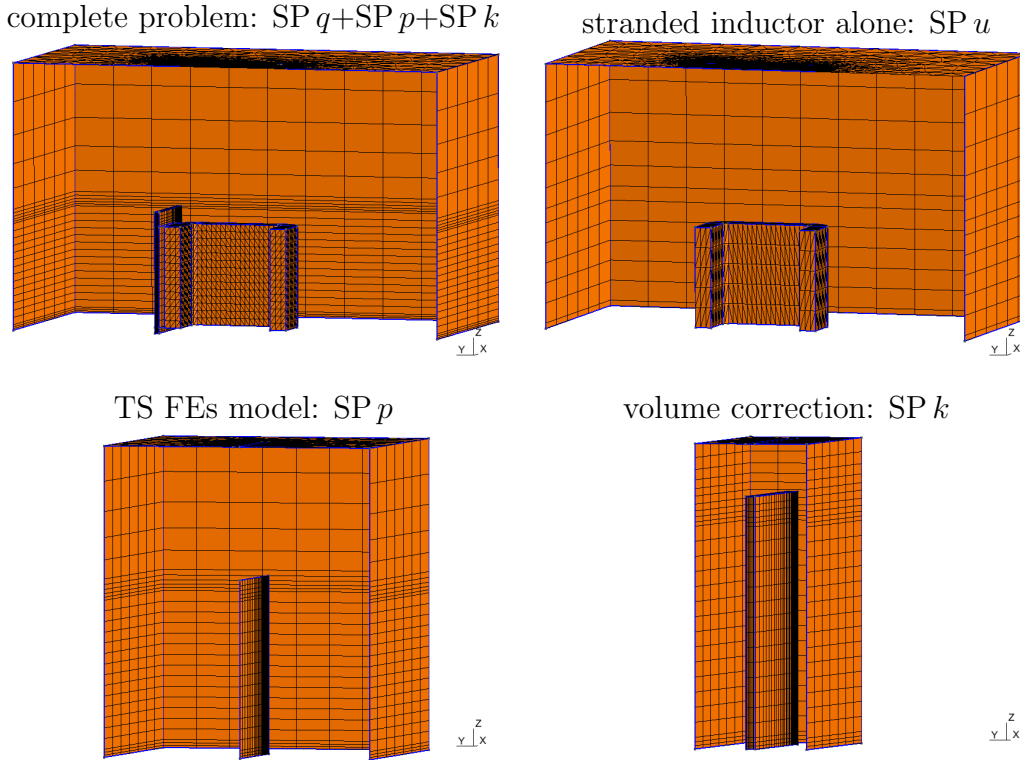 complete problem: SP q+SP p+SP k
stranded inductor alone: SP u
Z
Y X
Z
Y X
TS FEs model: SP p
volume correction: SP k
Z
Y X
Z
Y X